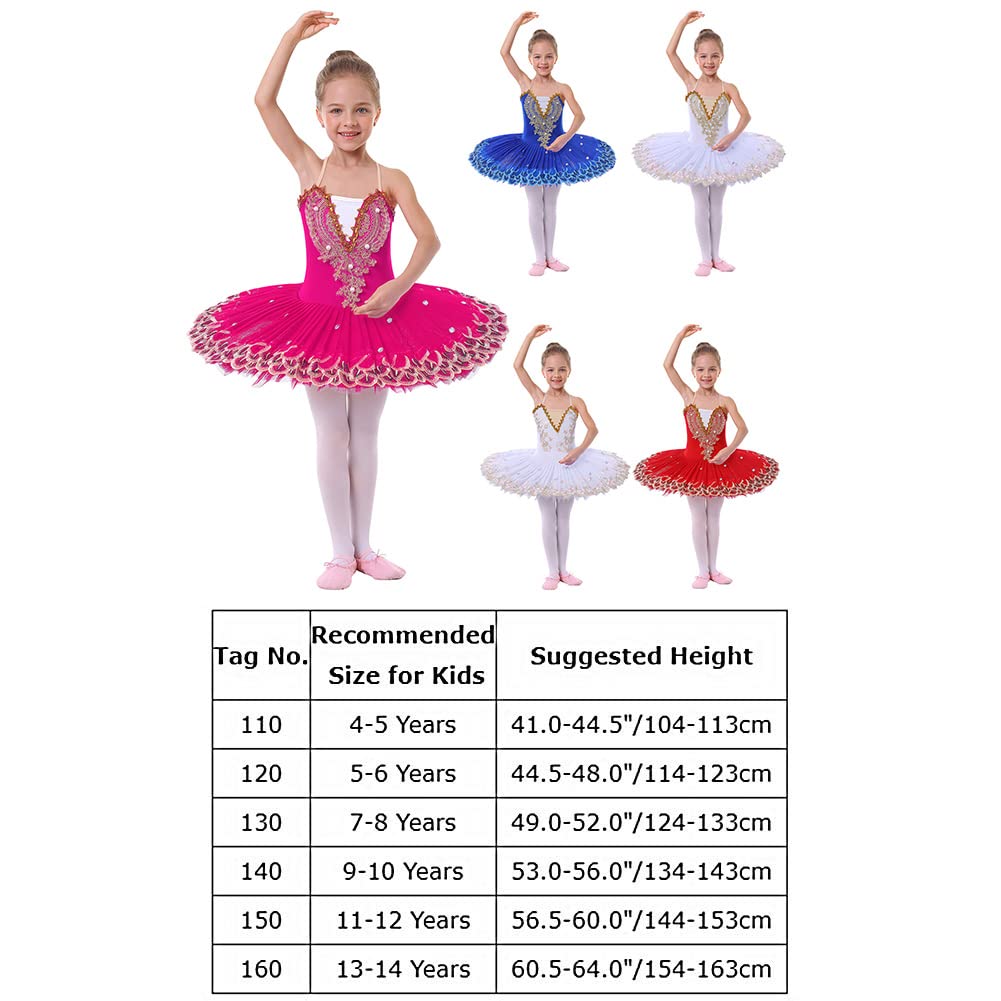 Tag No. Recommended Size for Kids Suggested Height
110 4-5 Years 41.0-44.5"/104-113cm
120 5-6 Years 44.5-48.0"/114-123cm
130 7-8 Years 49.0-52.0"/124-133cm
140 9-10 Years 53.0-56.0"/134-143cm
150 11-12 Years 56.5-60.0"/144-153cm
160 13-14 Years 60.5-64.0"/154-163cm